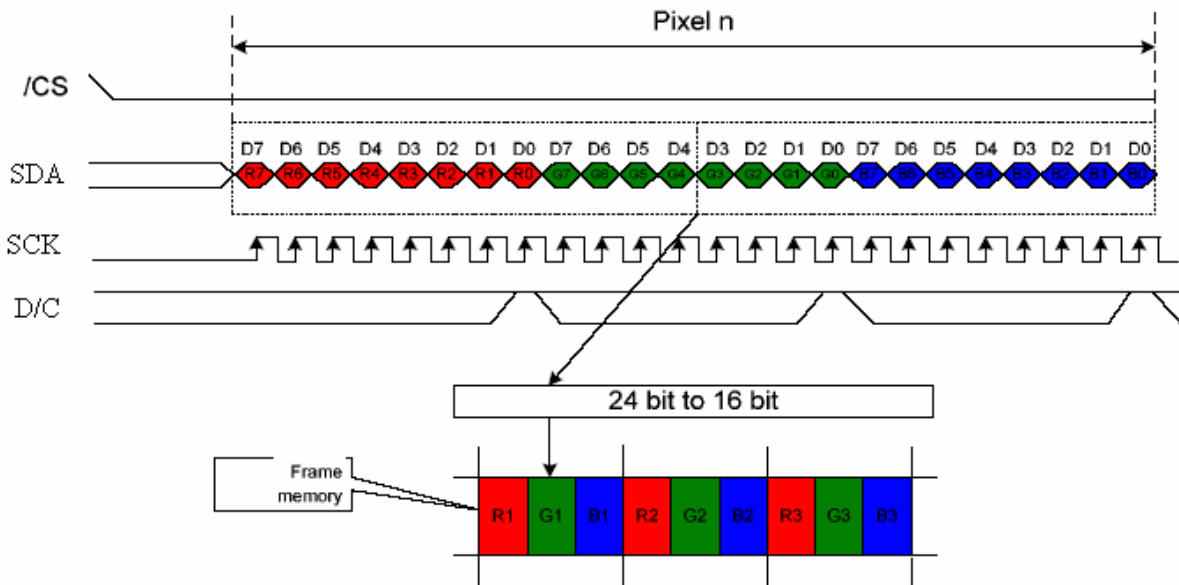 Pixel n
/CS
D7 D6 D5 D4 D3 D2 D1 D0 D7 D6 D5 D4 D3 D2 D1 D0 D7 D6 D5 D4 D3 D2 D1 D0
SDA R7 R6 R5 R4 R3 R2 R1 R0 G7 G6 G5 G4 G3 G2 G1 G0 B7 B6 B5 B4 B3 B2 B1 B0
SCK
D/C
24 bit to 16 bit
Frame
memory
R1 G1 B1 R2 G2 B2 R3 G3 B3